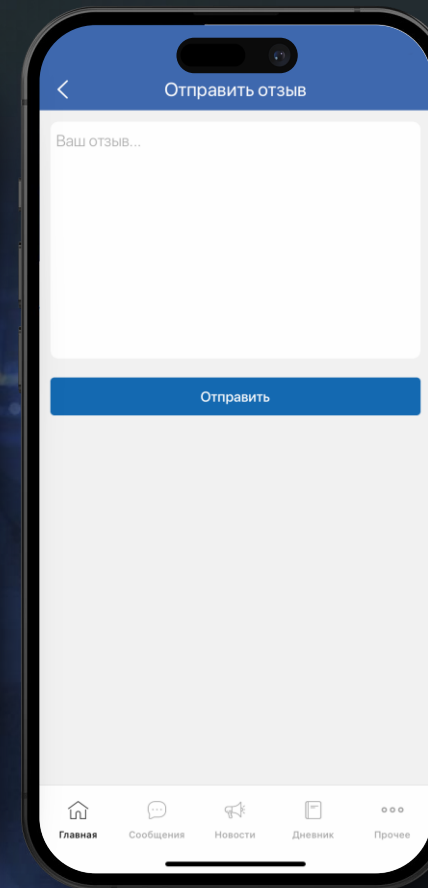 Отправить отзыв
Ваш отзыв...
Отправить
Главная Сообщения Новости Дневник Прочее